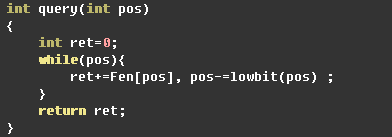 int query(int pos)
{
    int ret=0;
    while(pos){
        ret+=Fen[pos], pos-=lowbit(pos) ;
    }
    return ret;
}